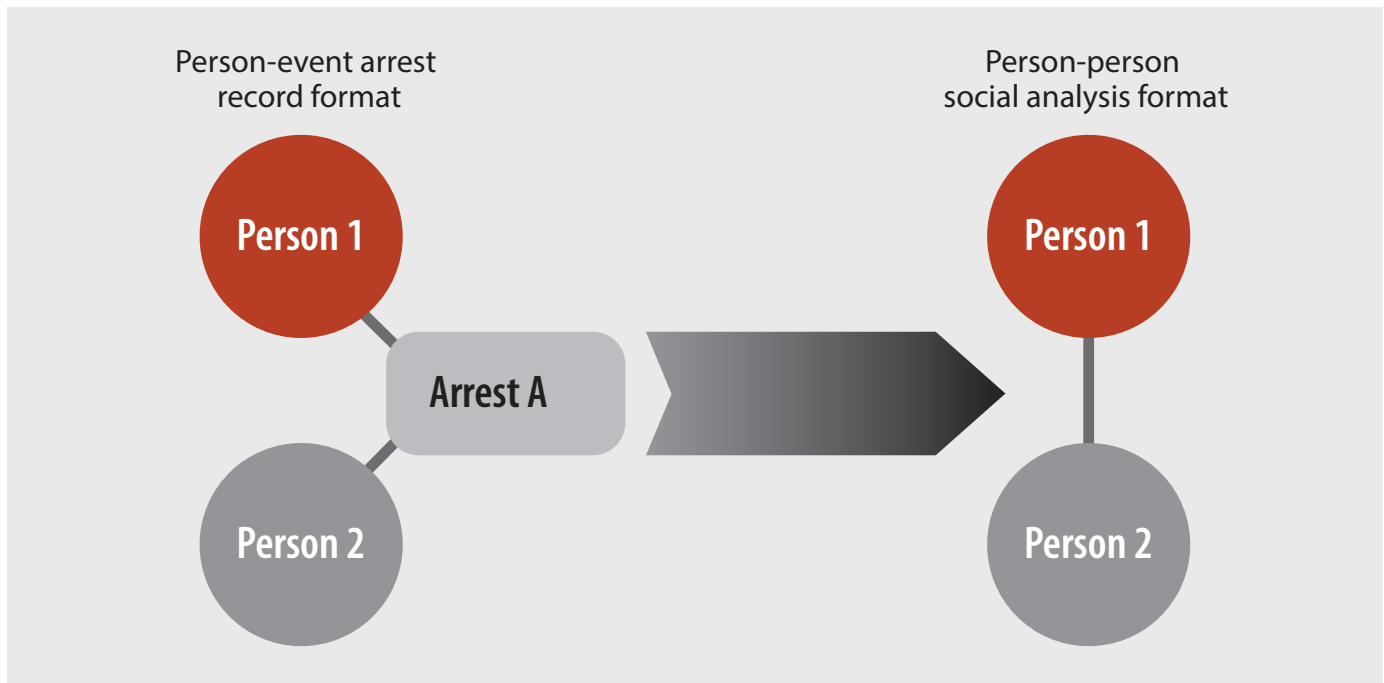 Person-event arrest
record format
Person-person
social analysis format
Person 1
Person 1
Arrest A
Person 2
Person 2